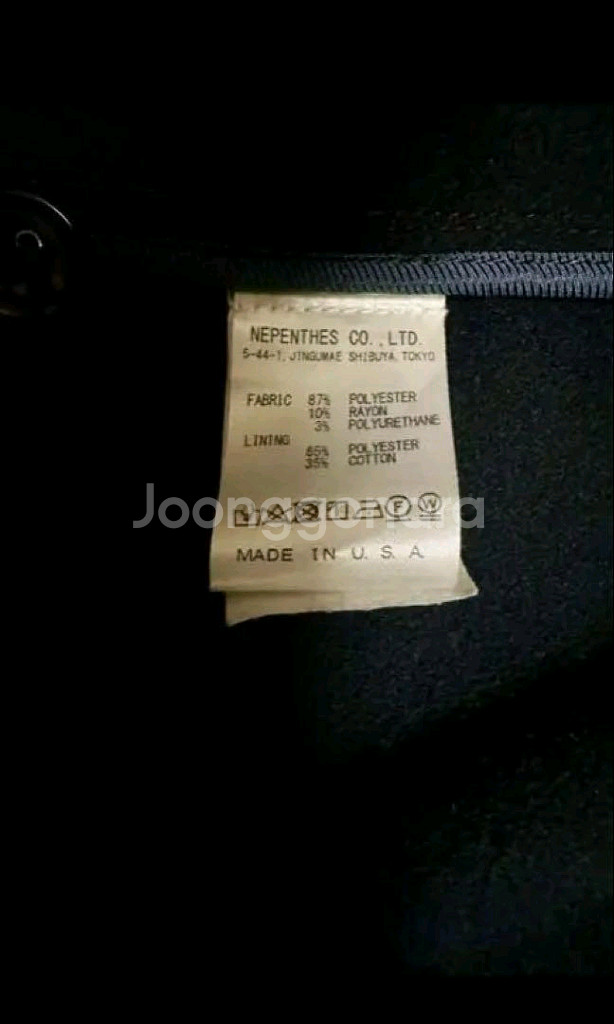 NEPENTHES CO., LTD.
5-44-1, JINGUMAE SHIBUYA, TOKYO
FABRIC 87% POLYESTER
10% RAYON
3% POLYURETHANE
LINING
65% POLYESTER
35% COTTON
Joonggonara
F W
MADE IN U. S. A